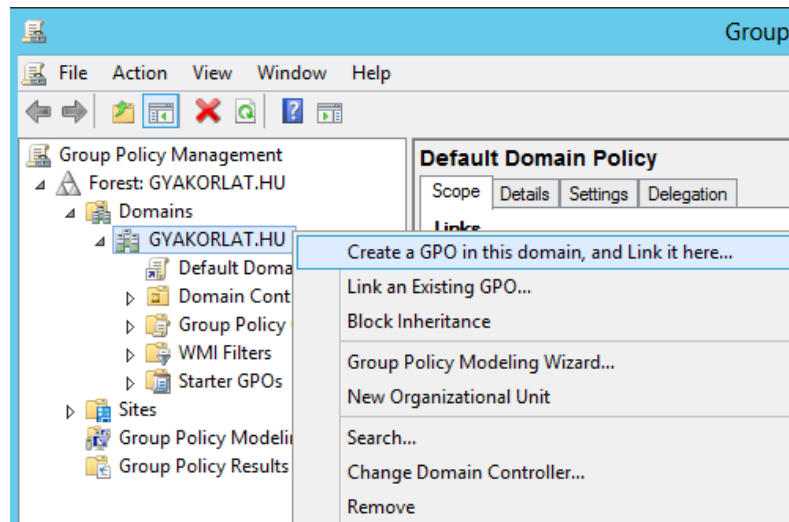 Group
File Action View Window Help
Group Policy Management
Forest: GYAKORLAT.HU
Domains
GYAKORLAT.HU
Default Doma
Domain Cont
Group Policy
WMI Filters
Starter GPOs
Sites
Group Policy Modelin
Group Policy Results
Default Domain Policy
Scope Details Settings Delegation
Links
Create a GPO in this domain, and Link it here...
Link an Existing GPO...
Block Inheritance
Group Policy Modeling Wizard...
New Organizational Unit
Search...
Change Domain Controller...
Remove